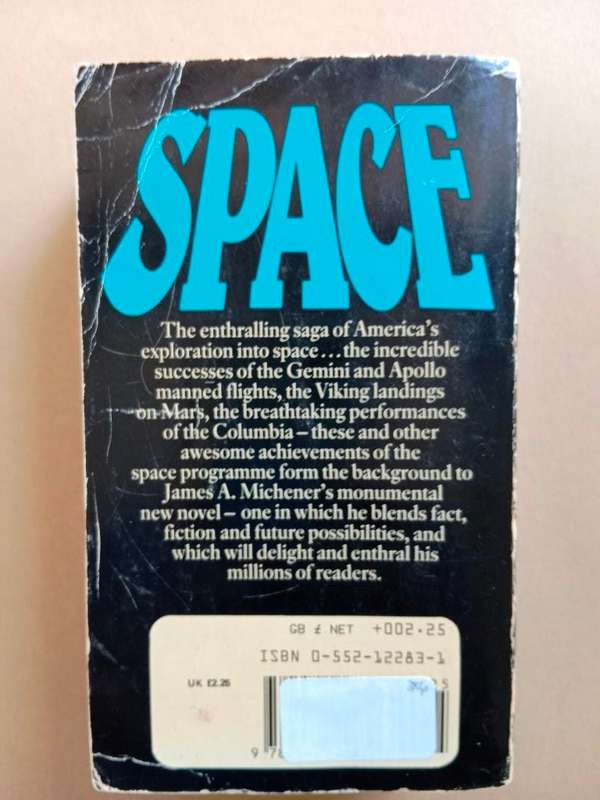 SPACE
The enthralling saga of America's
exploration into space...the incredible
successes of the Gemini and Apollo
manned flights, the Viking landings
on Mars, the breathtaking performances
of the Columbia – these and other
awesome achievements of the
space programme form the background to
James A. Michener's monumental
new novel – one in which he blends fact,
fiction and future possibilities, and
which will delight and enthral his
millions of readers.
GB £ NET +002.25
ISBN 0-552-12283-1
UK £2.25
9 78